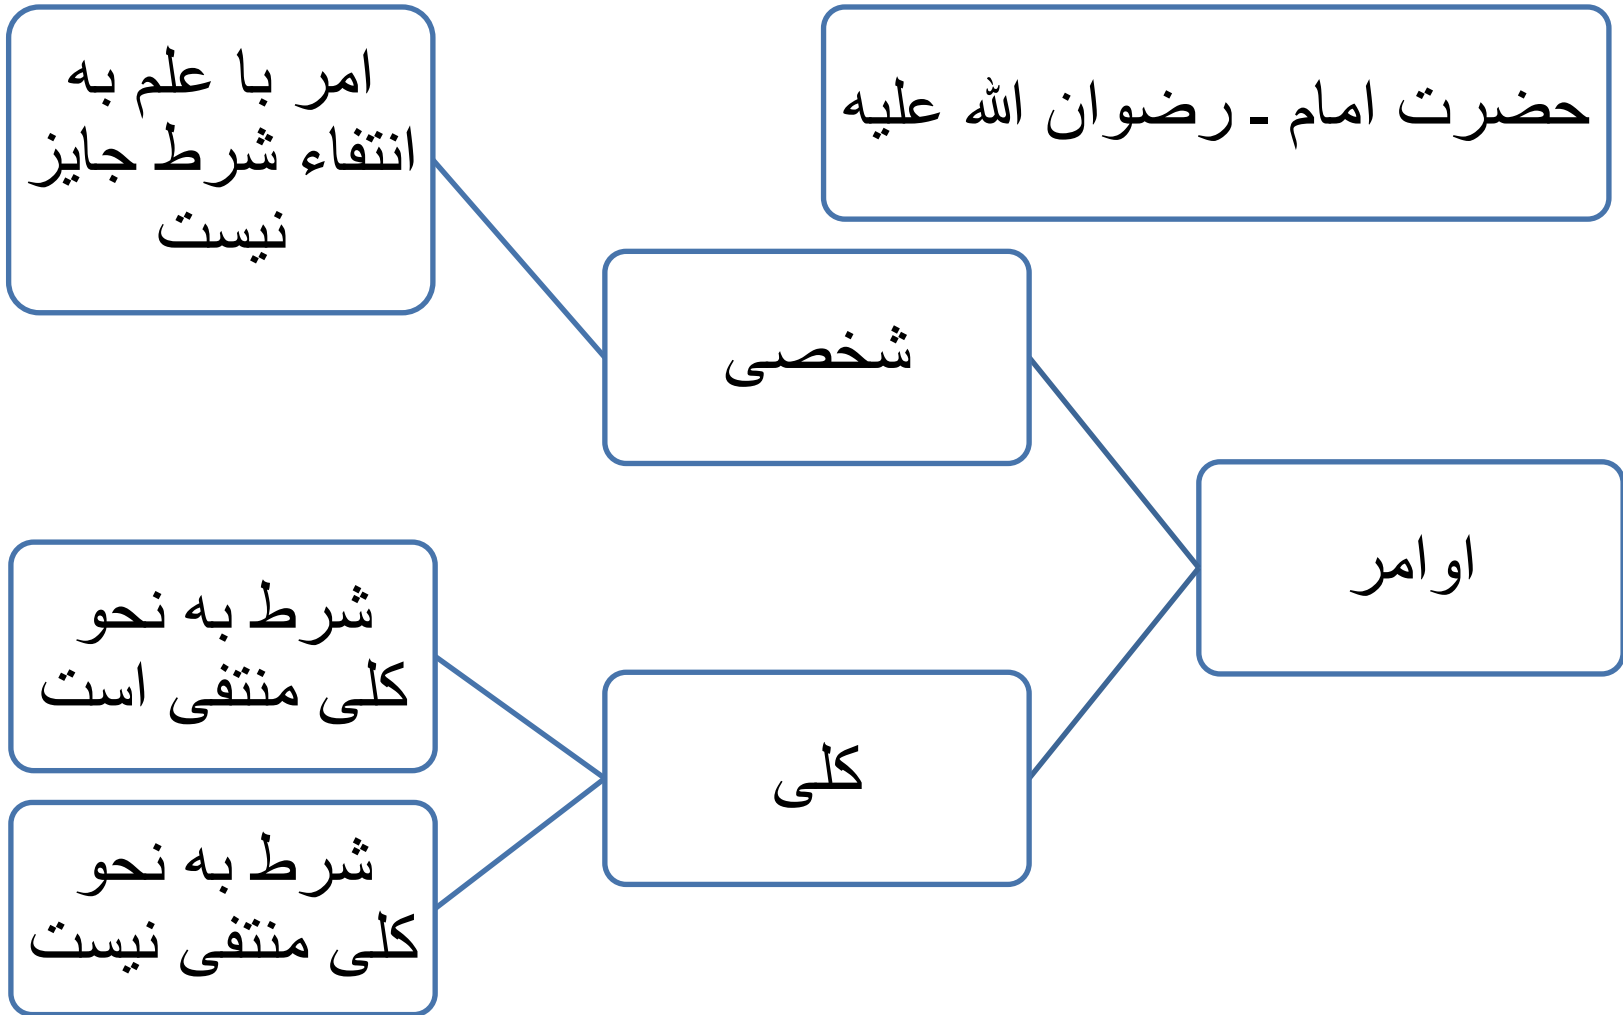 حضرت امام ـ رضوان الله علیه
اوامر
شخصی
امر با علم به
انتفاء شرط جایز
نیست
کلی
شرط به نحو
کلی منتفی است
شرط به نحو
کلی منتفی نیست